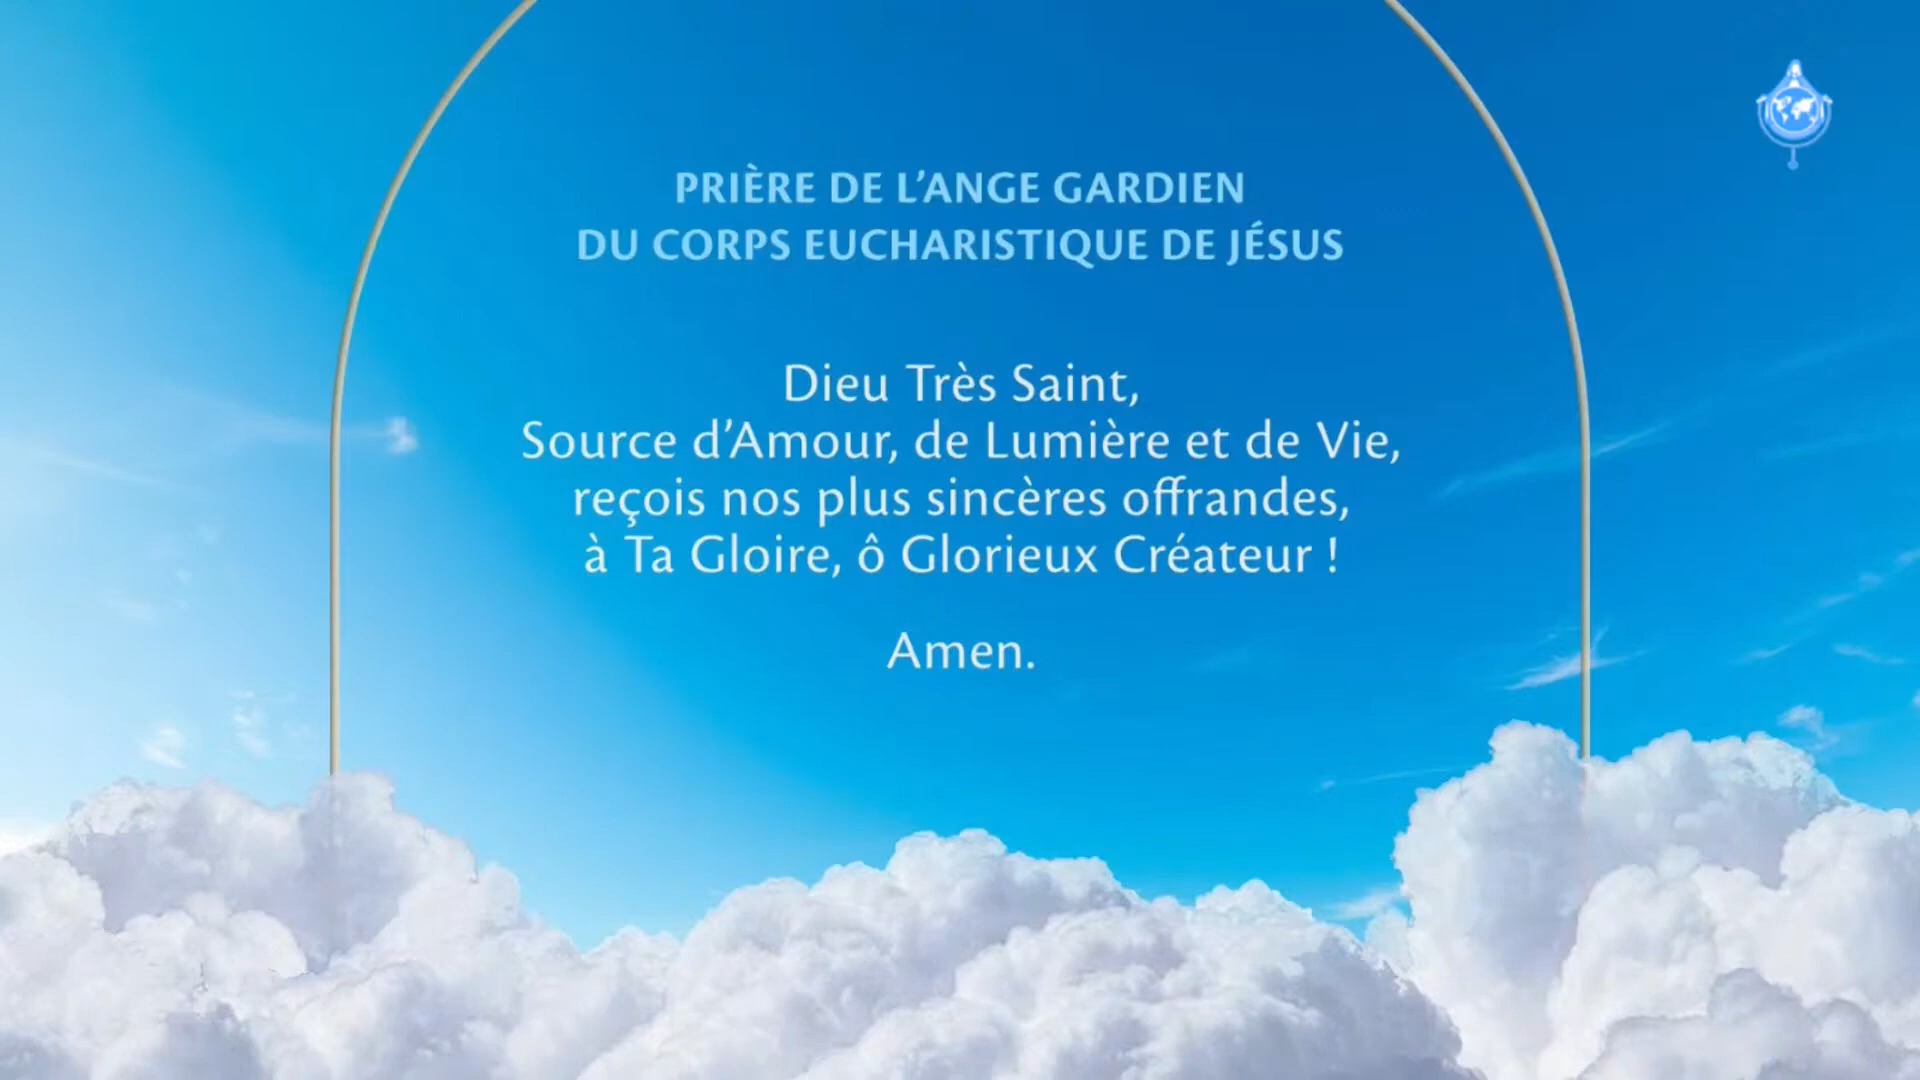 PRIÈRE DE L’ANGE GARDIEN
DU CORPS EUCHARISTIQUE DE JÉSUS
Dieu Très Saint,
Source d’Amour, de Lumière et de Vie,
reçois nos plus sincères offrandes,
à Ta Gloire, ô Glorieux Créateur !
Amen.